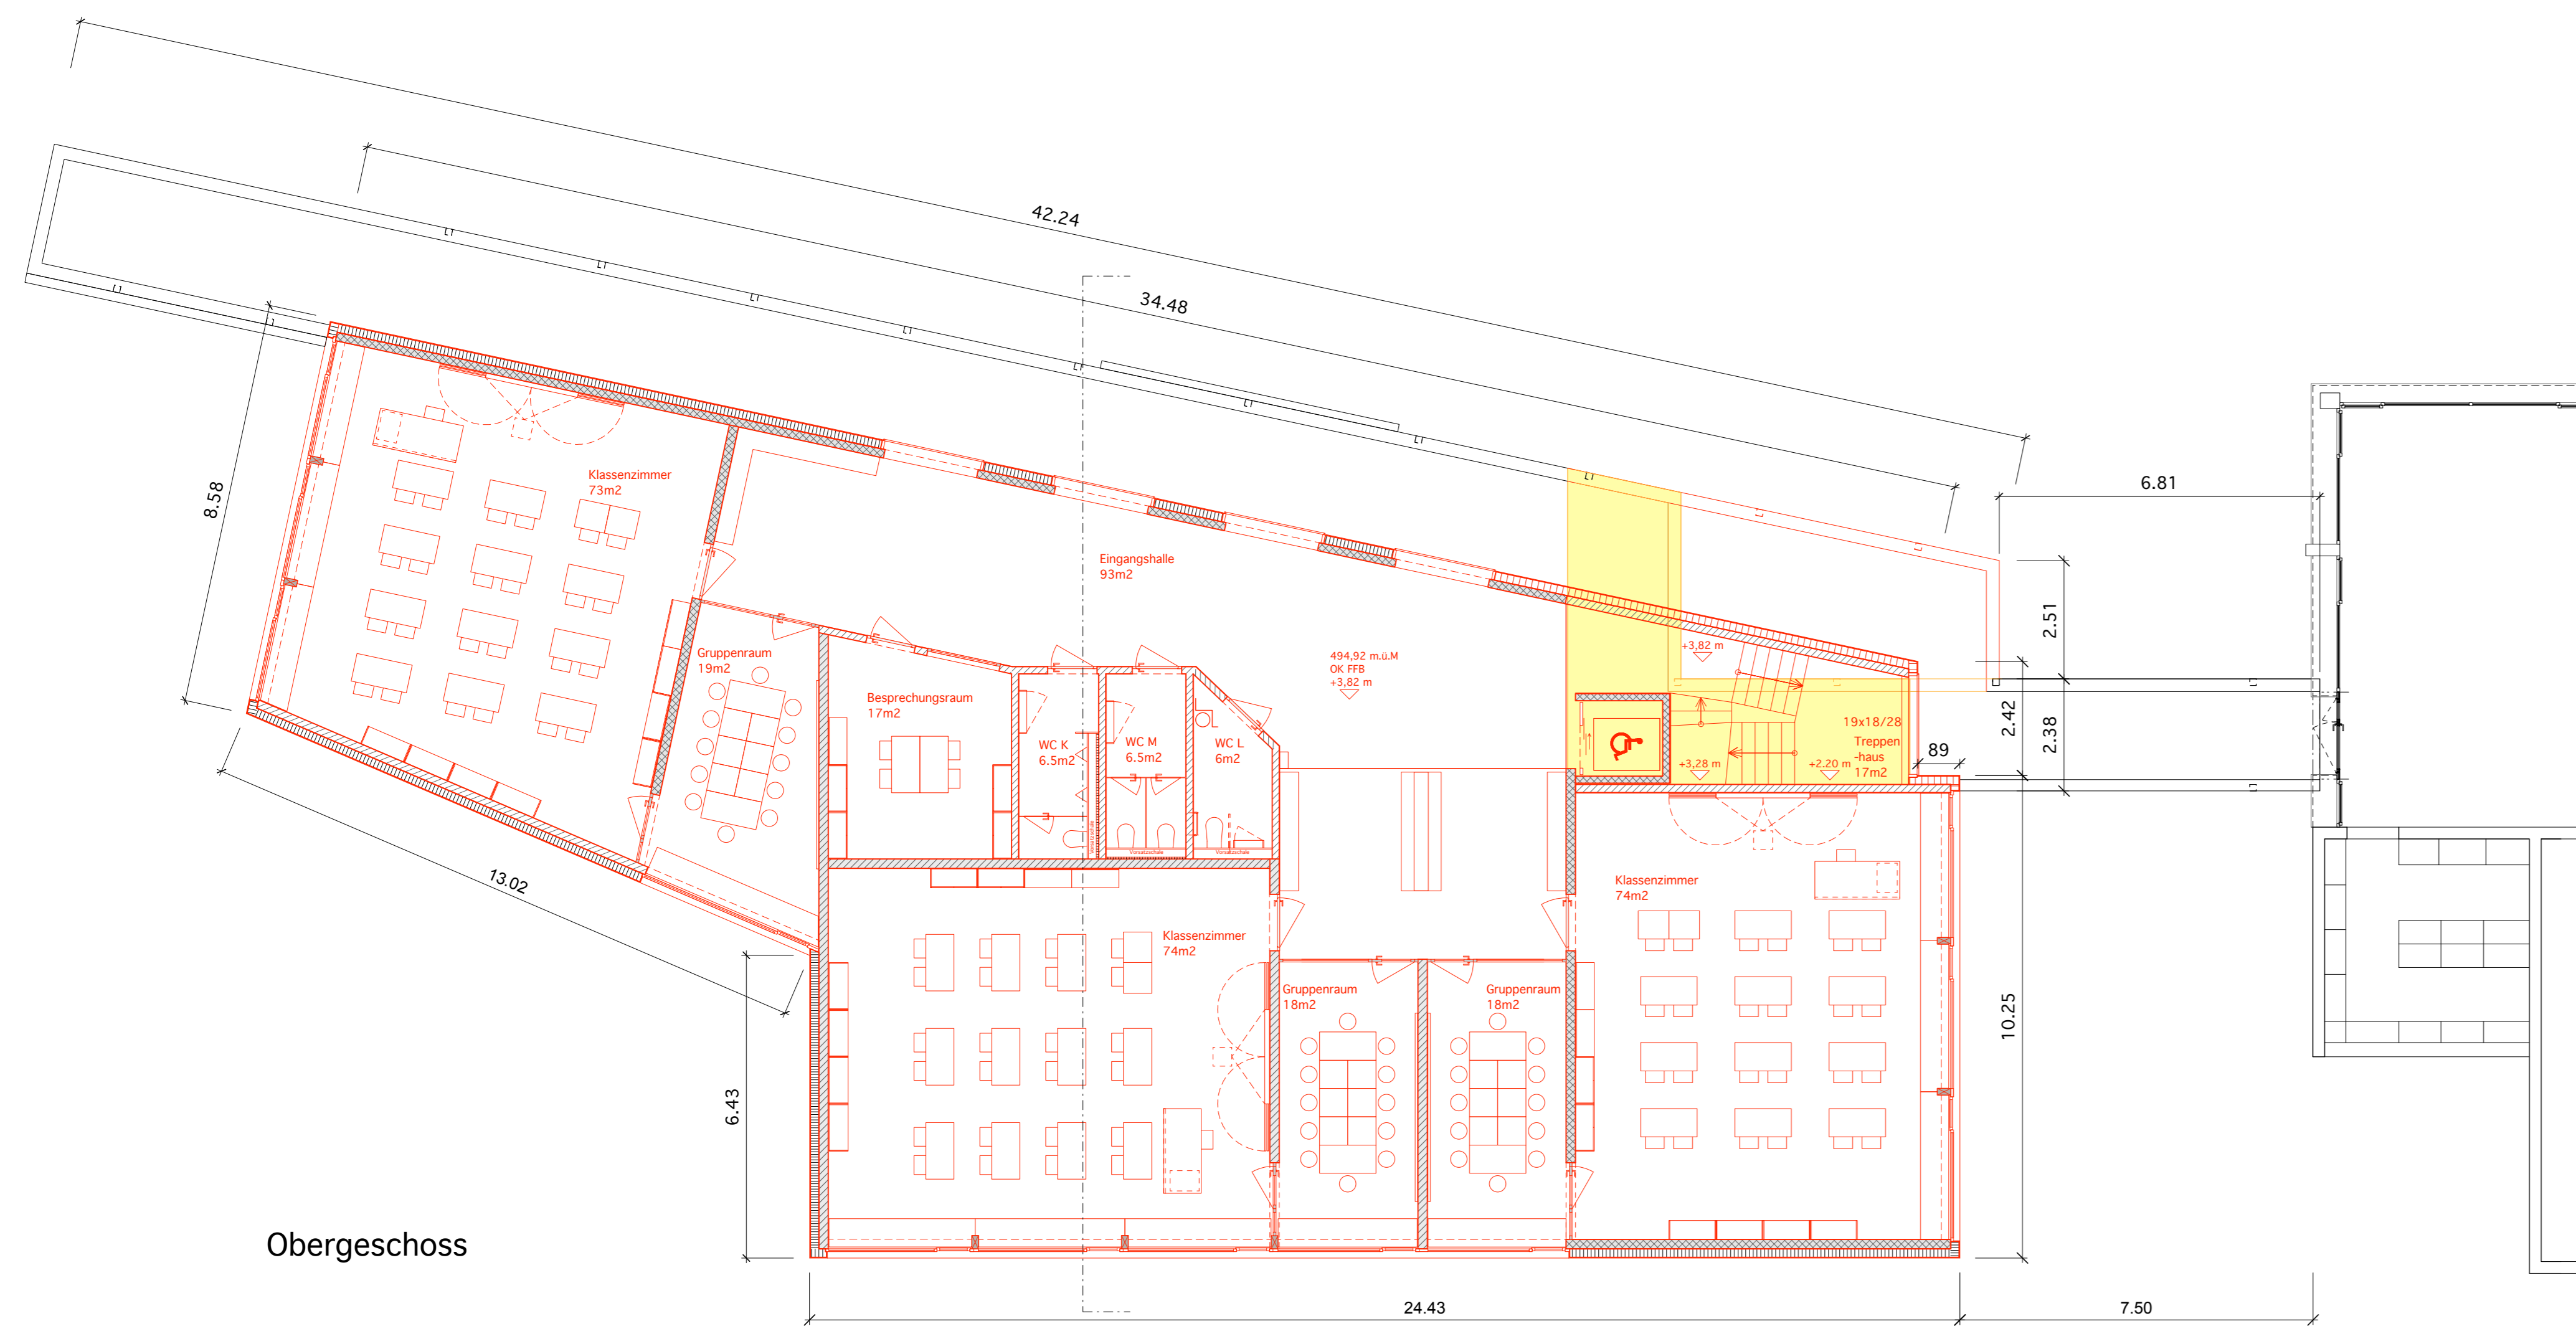 42.24
34.48
8.58
6.81
Klassenzimmer
73m2
Eingangshalle
93m2
2.51
Gruppenraum
19m2
494,92 m.ü.M
OK FFB
+3,82 m
+3,82 m
Besprechungsraum
17m2
WC K
6.5m2
WC M
6.5m2
WC L
6m2
19x18/28
Treppen
-haus
17m2
+3,28 m
+2.20 m
89
2.42
2.38
Vorsatzschale
Vorsatzschale
Vorsatzschale
13.02
Klassenzimmer
74m2
Klassenzimmer
74m2
Gruppenraum
18m2
Gruppenraum
18m2
6.43
10.25
Obergeschoss
24.43
7.50